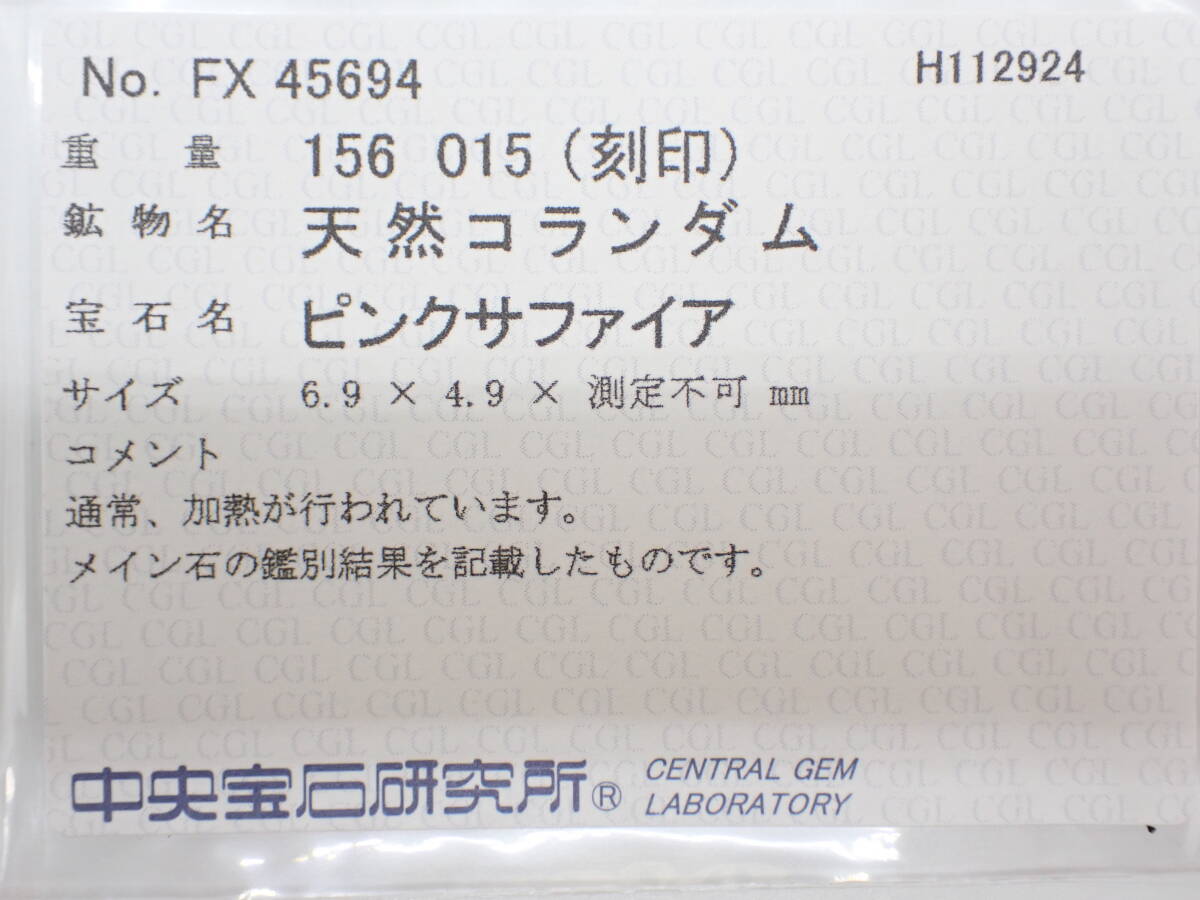 No. FX 45694 H112924
重量 156 015 (刻印)
鉱物名 天然コランダム
宝石名 ピンクサファイア
サイズ 6.9 × 4.9 × 測定不可 mm
コメント
通常、加熱が行われています。
メイン石の鑑別結果を記載したものです。
中央宝石研究所® CENTRAL GEM
LABORATORY